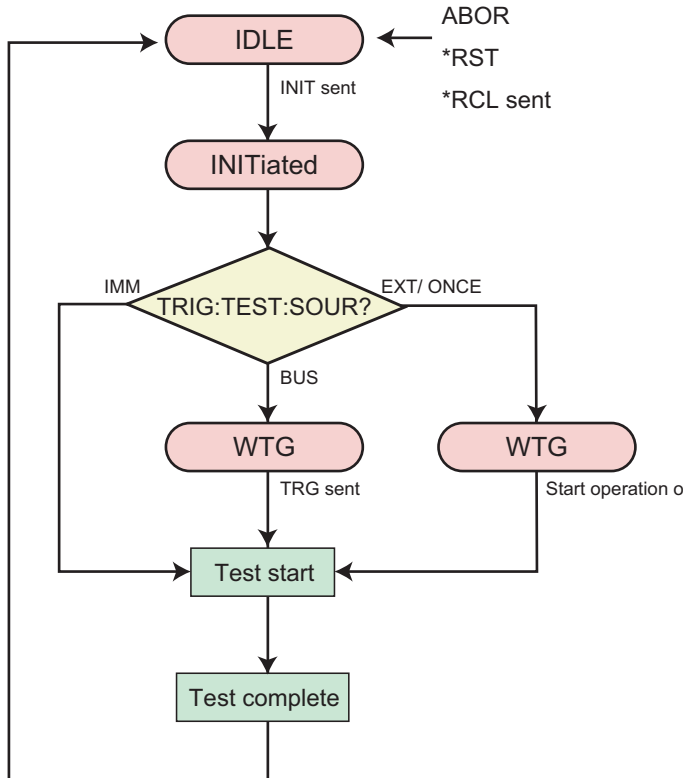 IDLE
ABOR
*RST
*RCL sent
INIT sent
INITiated
IMM
TRIG:TEST:SOUR?
EXT/ ONCE
BUS
WTG
WTG
TRG sent
Start operation o
Test start
Test complete